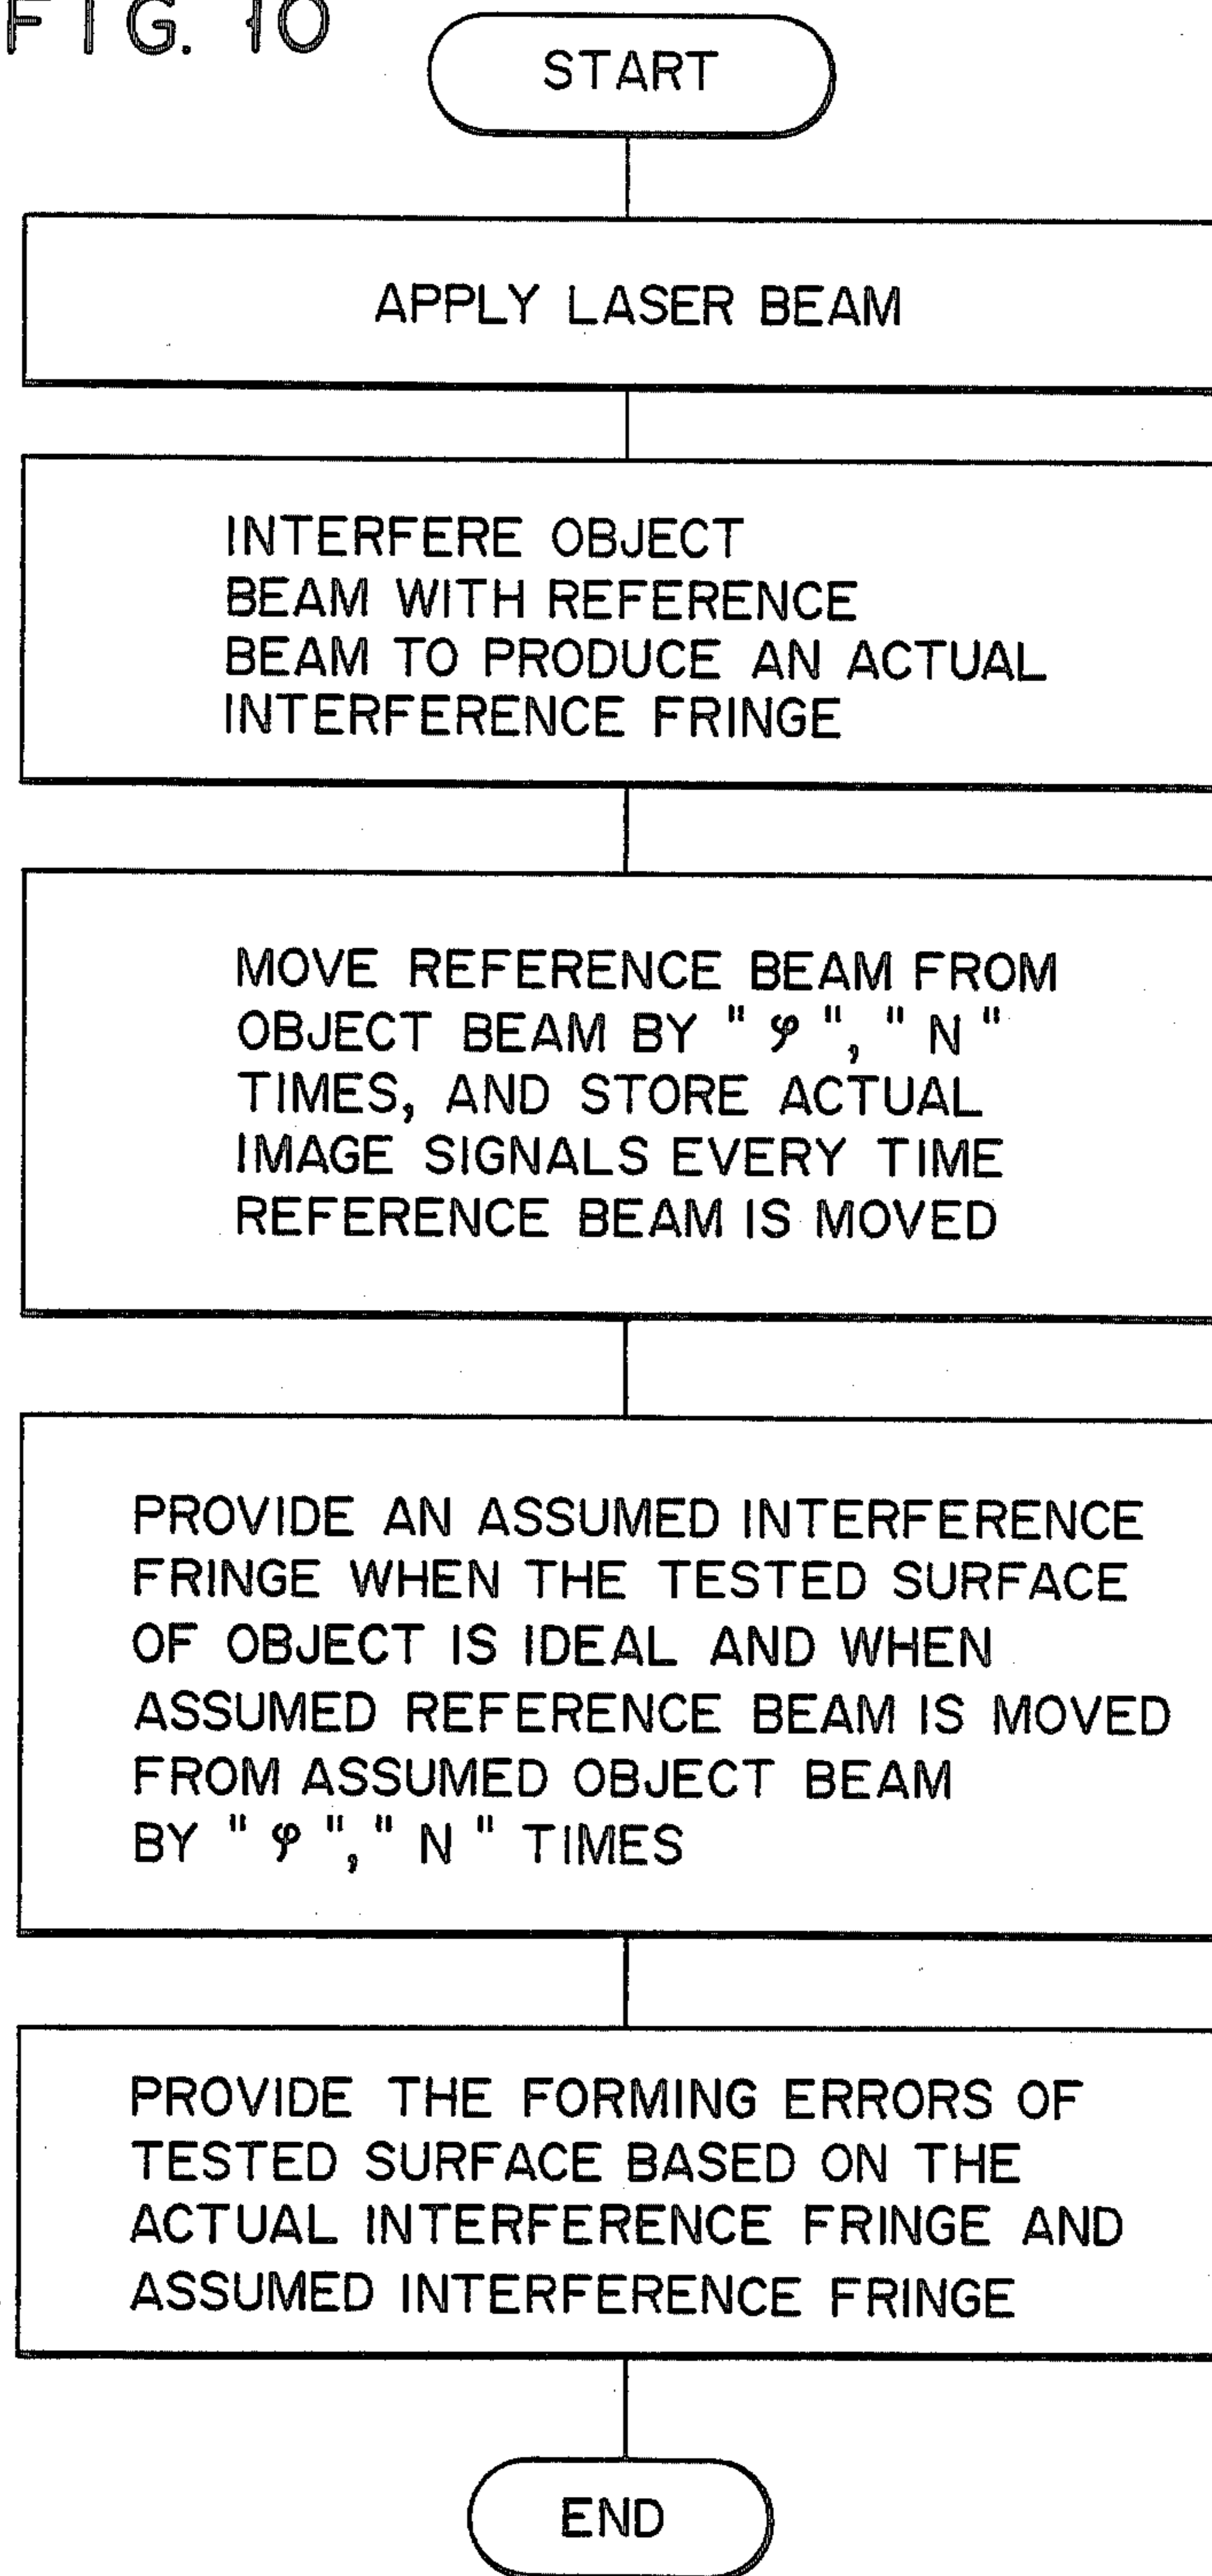 FIG. 10
START
APPLY LASER BEAM
INTERFERE OBJECT
BEAM WITH REFERENCE
BEAM TO PRODUCE AN ACTUAL
INTERFERENCE FRINGE
MOVE REFERENCE BEAM FROM
OBJECT BEAM BY "φ", "N"
TIMES, AND STORE ACTUAL
IMAGE SIGNALS EVERY TIME
REFERENCE BEAM IS MOVED
PROVIDE AN ASSUMED INTERFERENCE
FRINGE WHEN THE TESTED SURFACE
OF OBJECT IS IDEAL AND WHEN
ASSUMED REFERENCE BEAM IS MOVED
FROM ASSUMED OBJECT BEAM
BY "φ", "N" TIMES
PROVIDE THE FORMING ERRORS OF
TESTED SURFACE BASED ON THE
ACTUAL INTERFERENCE FRINGE AND
ASSUMED INTERFERENCE FRINGE
END